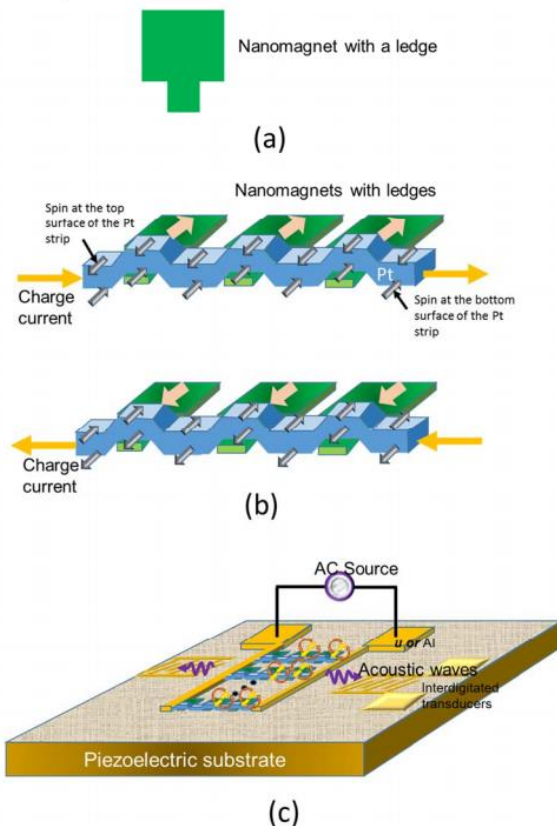 Nanomagnet with a ledge
(a)
Nanomagnets with ledges
Spin at the top
surface of the Pt
strip
Pt
Charge
current
Spin at the bottom
surface of the Pt
strip
Charge
current
(b)
AC Source
u or Al
Acoustic waves
Interdigitated
transducers
Piezoelectric substrate
(c)